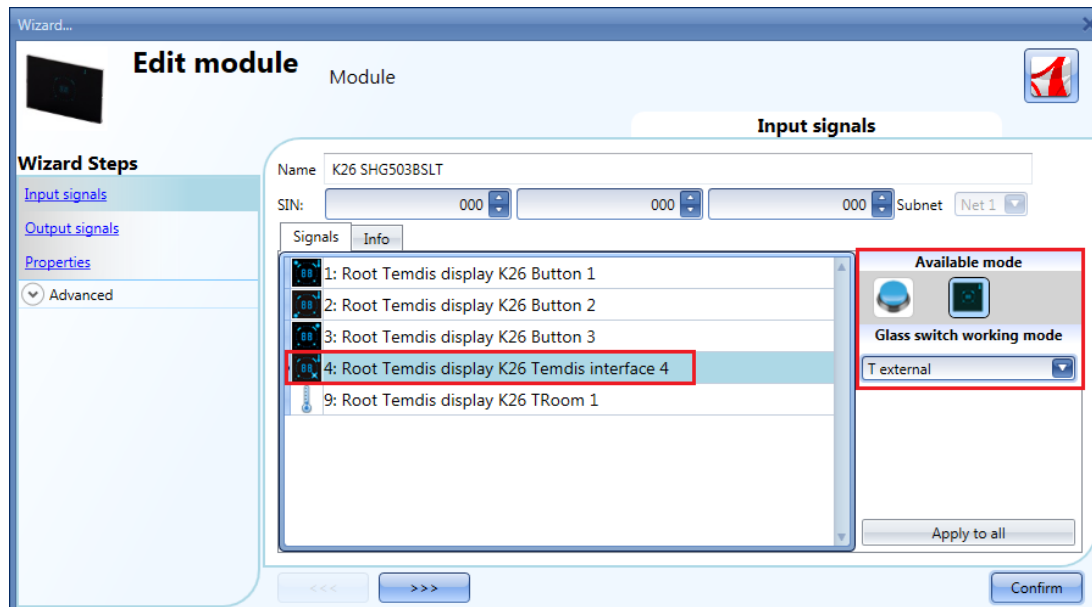 Wizard...
Edit module
Module
Input signals
Wizard Steps
Input signals
Output signals
Properties
Advanced
Name K26 SHG503BSLT
SIN: 000 000 000 Subnet Net 1
Signals Info
1: Root Temdis display K26 Button 1
2: Root Temdis display K26 Button 2
3: Root Temdis display K26 Button 3
4: Root Temdis display K26 Temdis interface 4
9: Root Temdis display K26 TRoom 1
Available mode
Glass switch working mode
T external
Apply to all
<<< >>> Confirm